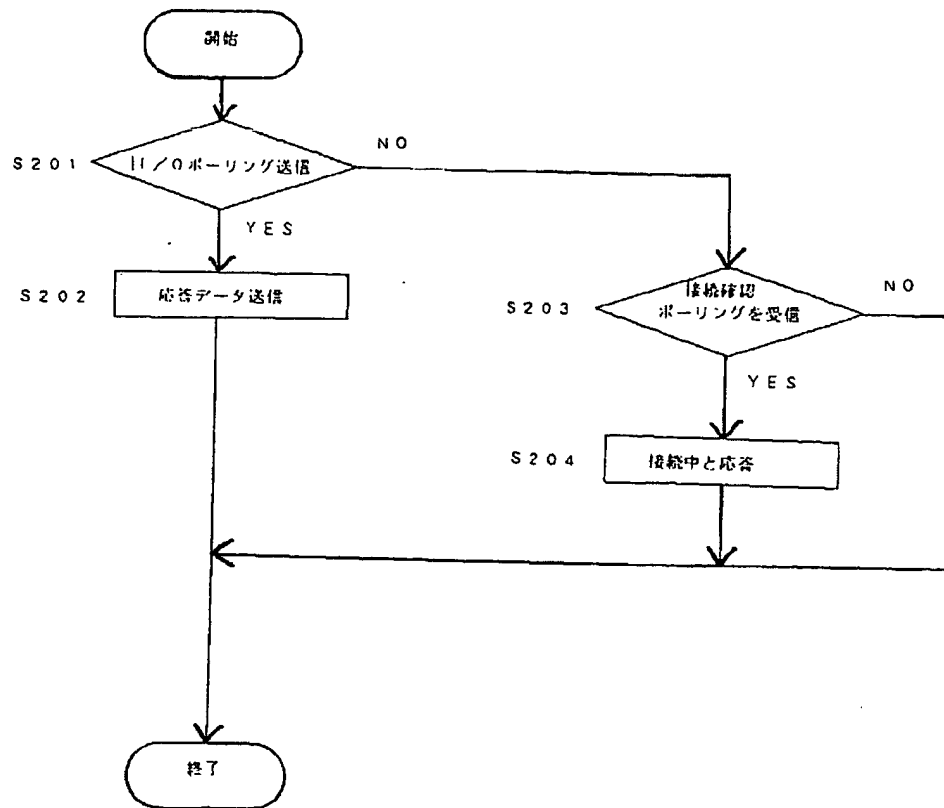 開始
NO
S201
I/Oポーリング送信
YES
S202
応答データ送信
接続確認
NO
S203
ポーリングを受信
YES
S204
接続中と応答
終了